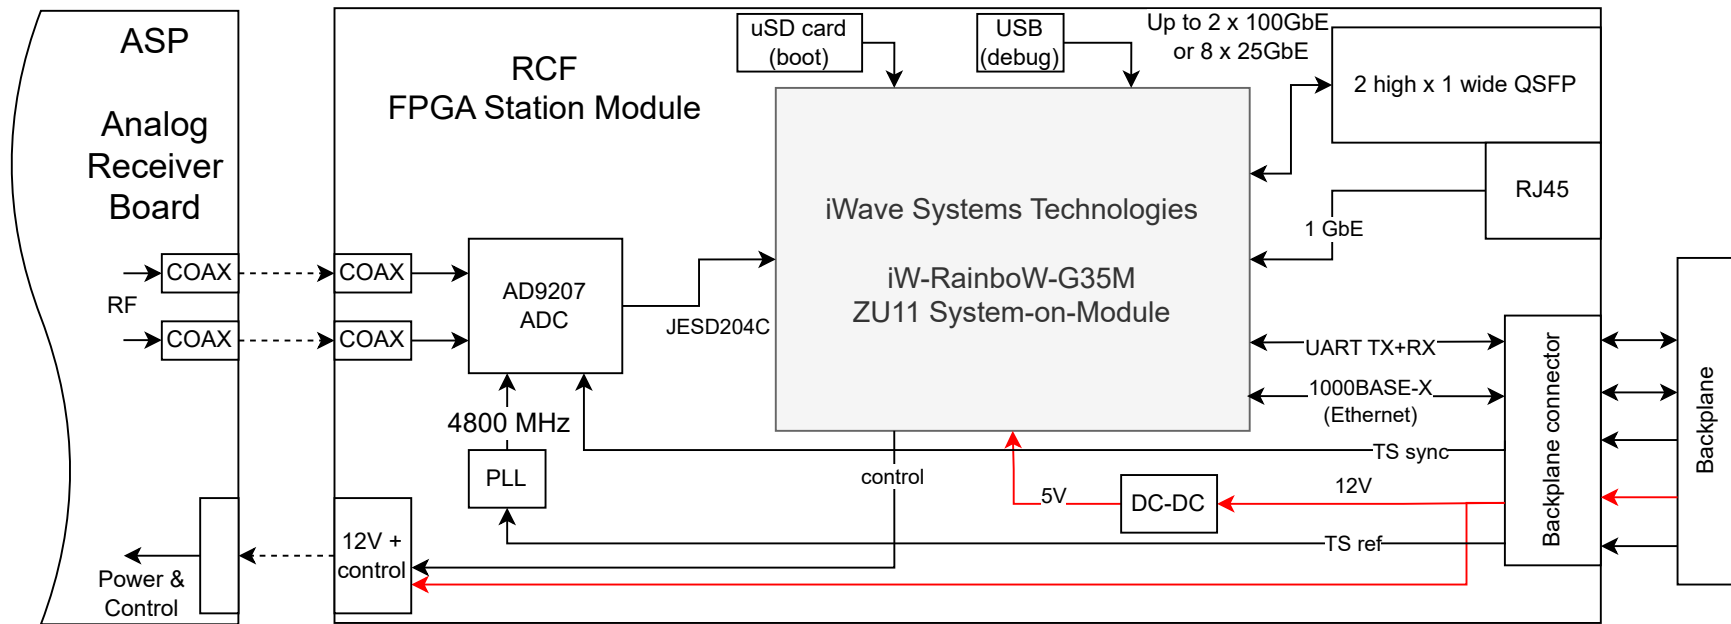 ASP
Analog
Receiver
Board
RF
COAX
COAX
COAX
COAX
Power &
Control
RCF
FPGA Station Module
uSD card
(boot)
USB
(debug)
Up to 2 x 100GbE
or 8 x 25GbE
2 high x 1 wide QSFP
RJ45
1 GbE
AD9207
ADC
JESD204C
iWave Systems Technologies
iW-RainboW-G35M
ZU11 System-on-Module
4800 MHz
PLL
12V +
control
control
5V
DC-DC
12V
UART TX+RX
1000BASE-X
(Ethernet)
TS sync
TS ref
Backplane connector
Backplane